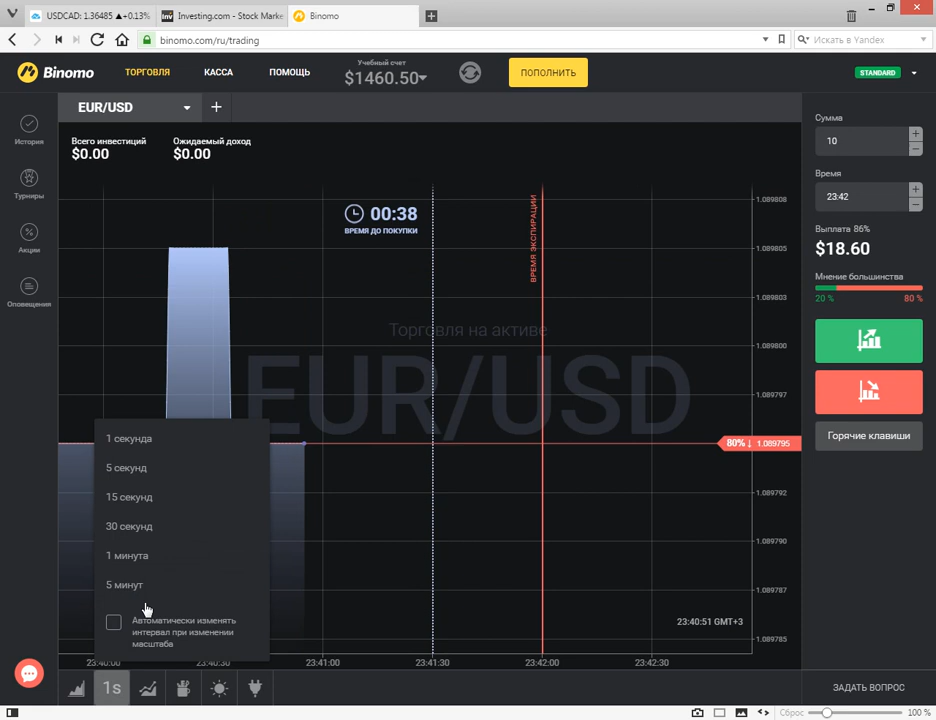 USDCAD: 1.36485 ▲+0.13%
Investing.com - Stock Marke
Binomo
binomo.com/ru/trading
Искать в Yandex
Binomo
ТОРГОВЛЯ
КАССА
ПОМОЩЬ
Учебный счет
$1460.50
ПОПОЛНИТЬ
STANDARD
EUR/USD
История
Турниры
Акции
Оповещения
Всего инвестиций
$0.00
Ожидаемый доход
$0.00
00:38
ВРЕМЯ ДО ПОКУПКИ
ВРЕМЯ ЭКСПИРАЦИИ
Торговля на активе
EUR/USD
1.089808
1.089805
1.089803
1.089800
1.089797
80% ↓ 1.089795
1.089792
1.089790
1.089787
1.089785
1 секунда
5 секунд
15 секунд
30 секунд
1 минута
5 минут
Автоматически изменять
интервал при изменении
масштаба
23:40:51 GMT+3
23:40:00
23:40:30
23:41:00
23:41:30
23:42:00
23:42:30
1s
Сумма
10
Время
23:42
Выплата 86%
$18.60
Мнение большинства
20 %
80 %
Горячие клавиши
ЗАДАТЬ ВОПРОС
Сброс
100 %